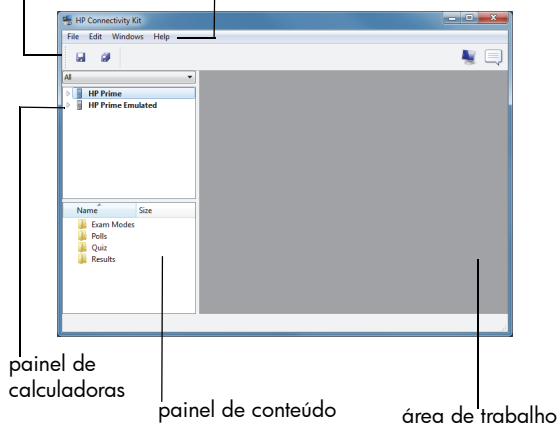 HP Connectivity Kit
File Edit Windows Help
All
HP Prime
HP Prime Emulated
Name Size
Exam Modes
Polls
Quiz
Results
painel de
calculadoras
painel de conteúdo
área de trabalho